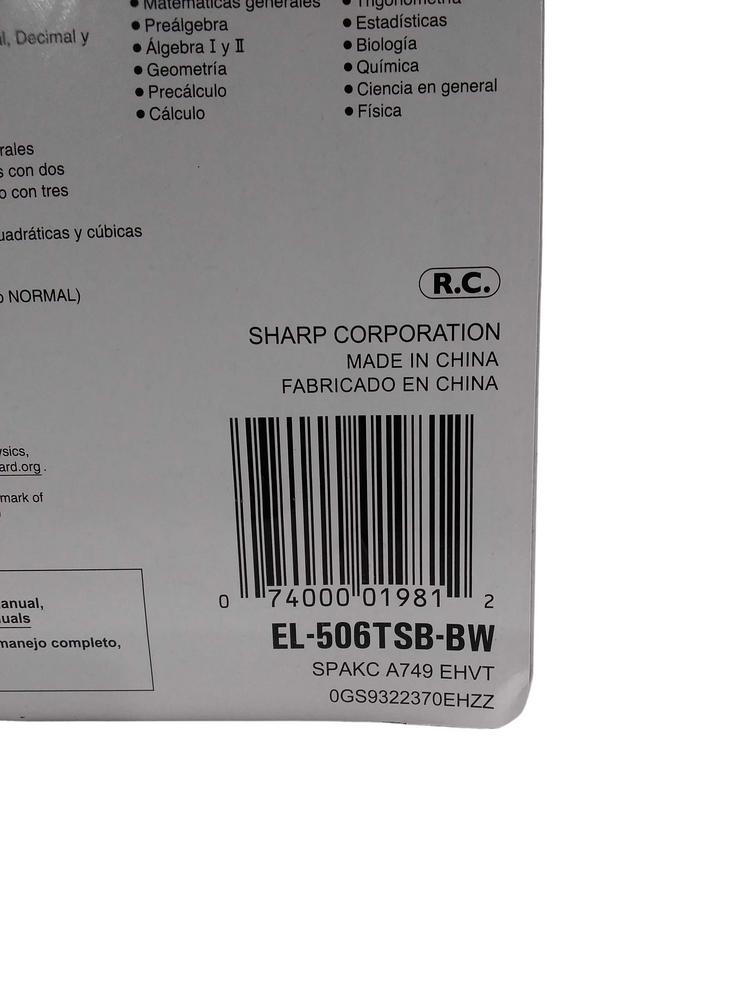 • Matemáticas generales
• Preálgebra
• Álgebra I y II
• Geometría
• Precálculo
• Cálculo
• Trigonometría
• Estadísticas
• Biología
• Química
• Ciencia en general
• Física
al, Decimal y
rales
s con dos
o con tres
uadráticas y cúbicas
o NORMAL)
R.C.
SHARP CORPORATION
MADE IN CHINA
FABRICADO EN CHINA
ysics,
ard.org.
mark of
anual,
uals
manejo completo,
0 74000 01981 2
EL-506TSB-BW
SPAKC A749 EHVT
0GS9322370EHZZ